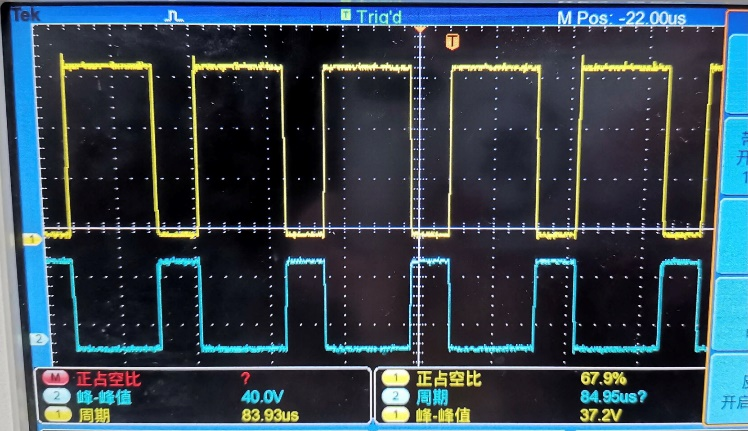 Tek
T Trig'd M Pos: -22.00us
T
1
2
M 正占空比 ?
2 峰-峰值 40.0V
1 周期 83.93us
1 正占空比 67.9%
2 周期 84.95us?
1 峰-峰值 37.2V
开启